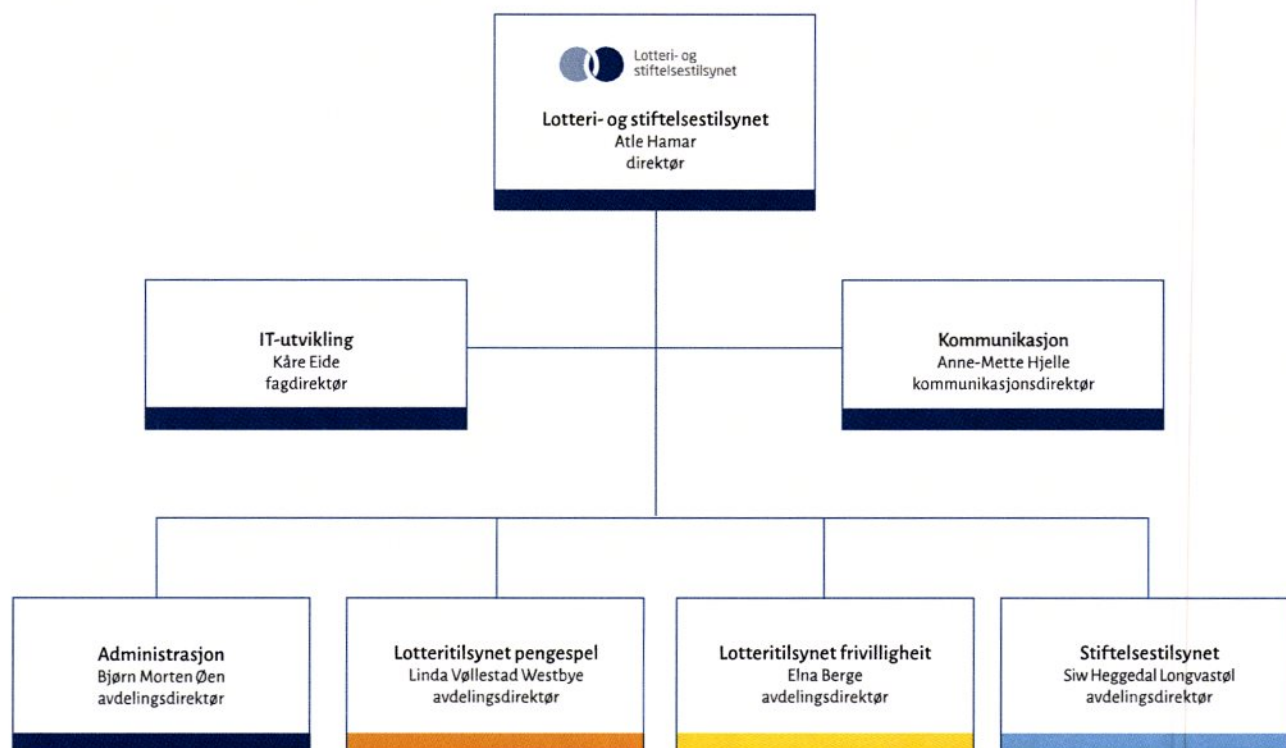 Lotteri- og
stiftelsestilsynet
Lotteri- og stiftelsestilsynet
Atle Hamar
direktør
IT-utvikling
Kåre Eide
fagdirektør
Kommunikasjon
Anne-Mette Hjelle
kommunikasjonsdirektør
Administrasjon
Bjørn Morten Øen
avdelingsdirektør
Lotteritilsynet pengespel
Linda Vøllestad Westbye
avdelingsdirektør
Lotteritilsynet frivilligheit
Elna Berge
avdelingsdirektør
Stiftelsestilsynet
Siw Heggedal Longvastøl
avdelingsdirektør